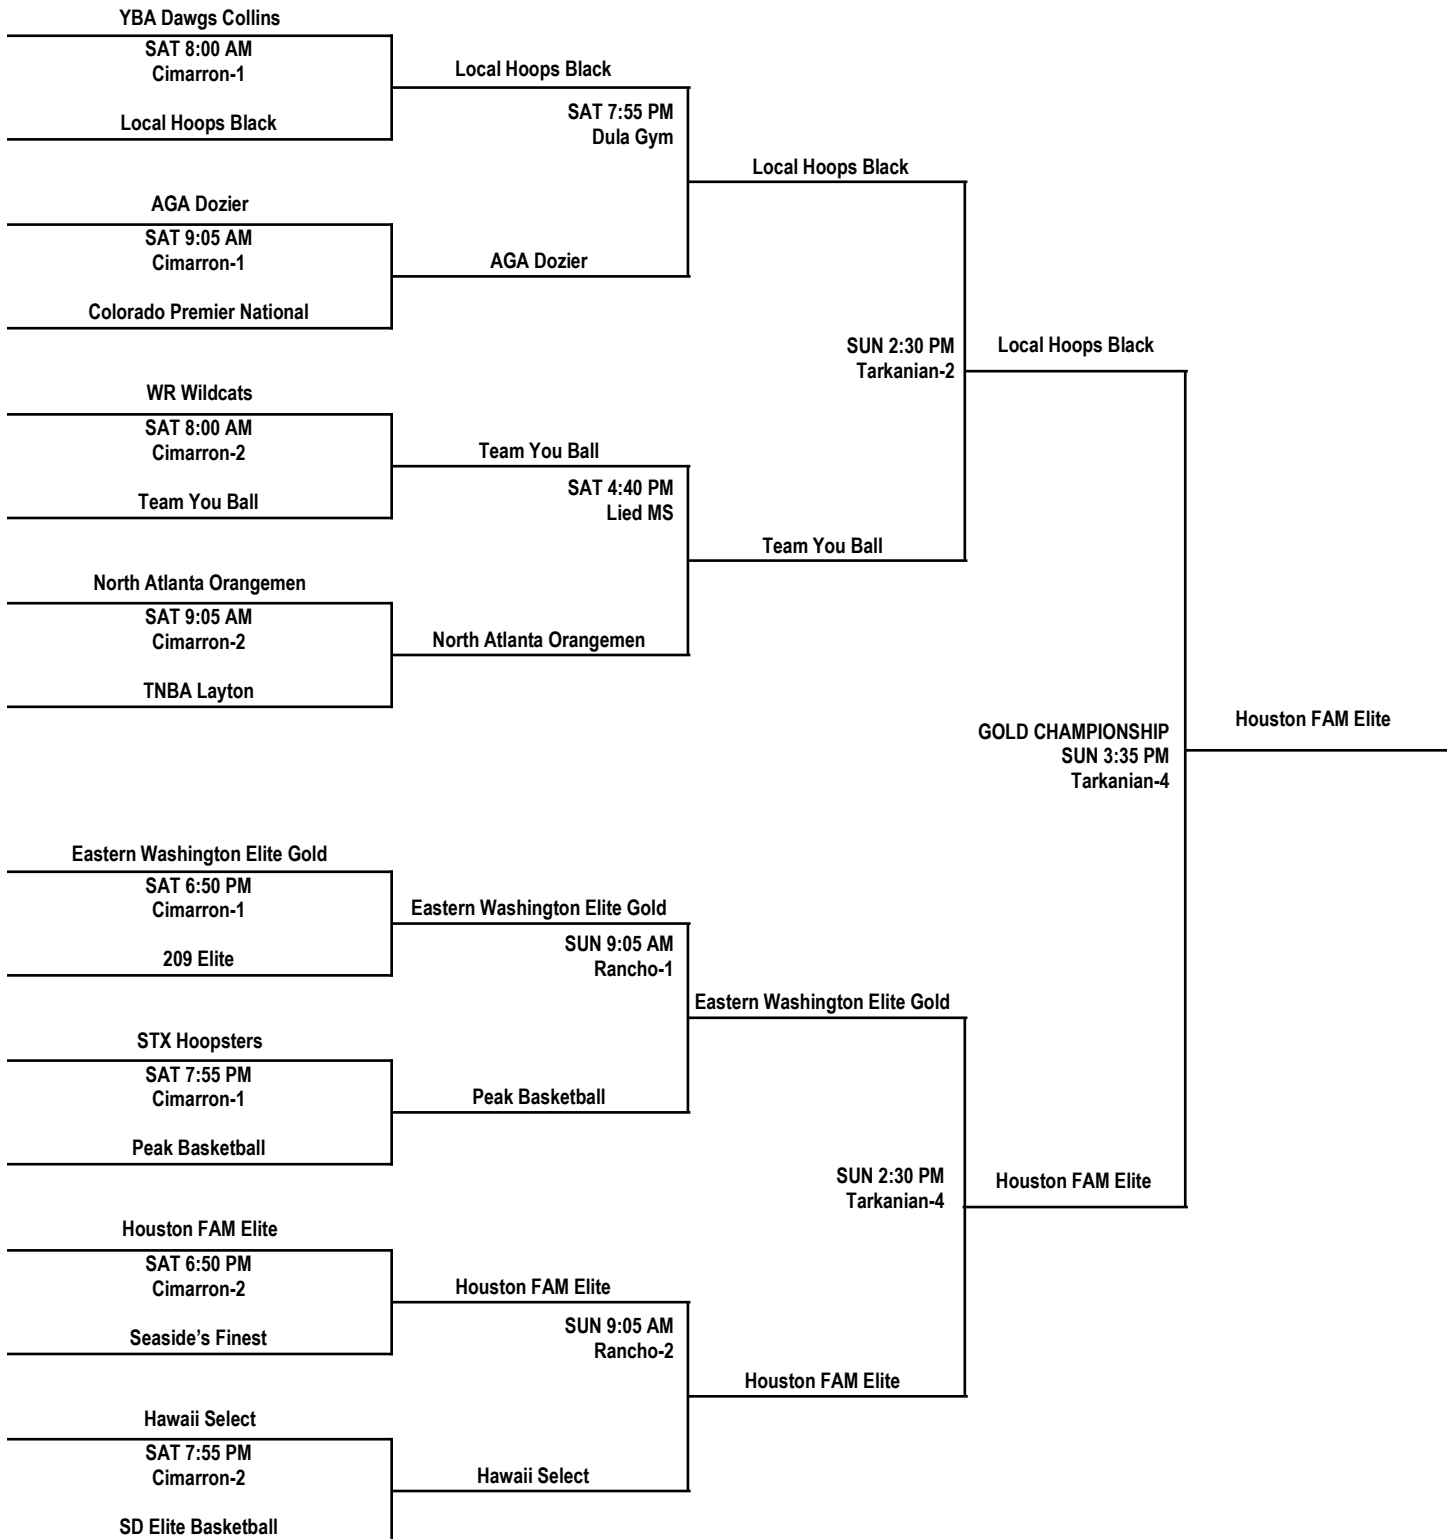 YBA Dawgs Collins
SAT 8:00 AM
Cimarron-1
Local Hoops Black
Local Hoops Black
SAT 7:55 PM
Dula Gym
Local Hoops Black
AGA Dozier
SAT 9:05 AM
Cimarron-1
AGA Dozier
Colorado Premier National
SUN 2:30 PM
Tarkanian-2
Local Hoops Black
WR Wildcats
SAT 8:00 AM
Cimarron-2
Team You Ball
Team You Ball
SAT 4:40 PM
Lied MS
Team You Ball
North Atlanta Orangemen
SAT 9:05 AM
Cimarron-2
North Atlanta Orangemen
TNBA Layton
GOLD CHAMPIONSHIP
SUN 3:35 PM
Tarkanian-4
Houston FAM Elite
Eastern Washington Elite Gold
SAT 6:50 PM
Cimarron-1
Eastern Washington Elite Gold
209 Elite
SUN 9:05 AM
Rancho-1
Eastern Washington Elite Gold
STX Hoopsters
SAT 7:55 PM
Cimarron-1
Peak Basketball
Peak Basketball
SUN 2:30 PM
Tarkanian-4
Houston FAM Elite
Houston FAM Elite
SAT 6:50 PM
Cimarron-2
Houston FAM Elite
Seaside’s Finest
SUN 9:05 AM
Rancho-2
Houston FAM Elite
Hawaii Select
SAT 7:55 PM
Cimarron-2
Hawaii Select
SD Elite Basketball